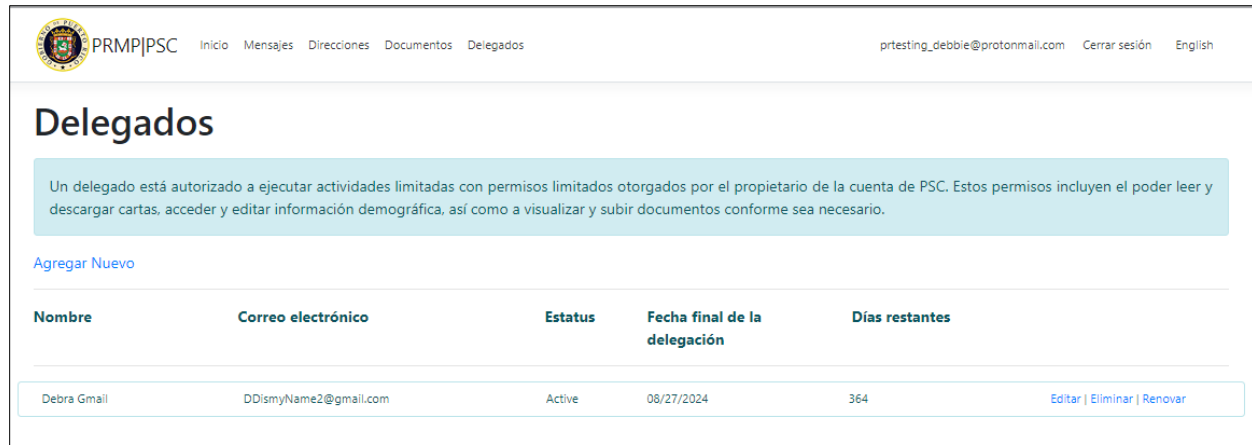 GOBIERNO DE PUERTO RICO
PRMP|PSC Inicio Mensajes Direcciones Documentos Delegados prtesting_debbie@protonmail.com Cerrar sesión English
Delegados
Un delegado está autorizado a ejecutar actividades limitadas con permisos limitados otorgados por el propietario de la cuenta de PSC. Estos permisos incluyen el poder leer y
descargar cartas, acceder y editar información demográfica, así como a visualizar y subir documentos conforme sea necesario.
Agregar Nuevo
Nombre Correo electrónico Estatus Fecha final de la delegación Días restantes
Debra Gmail DDismyName2@gmail.com Active 08/27/2024 364 Editar | Eliminar | Renovar